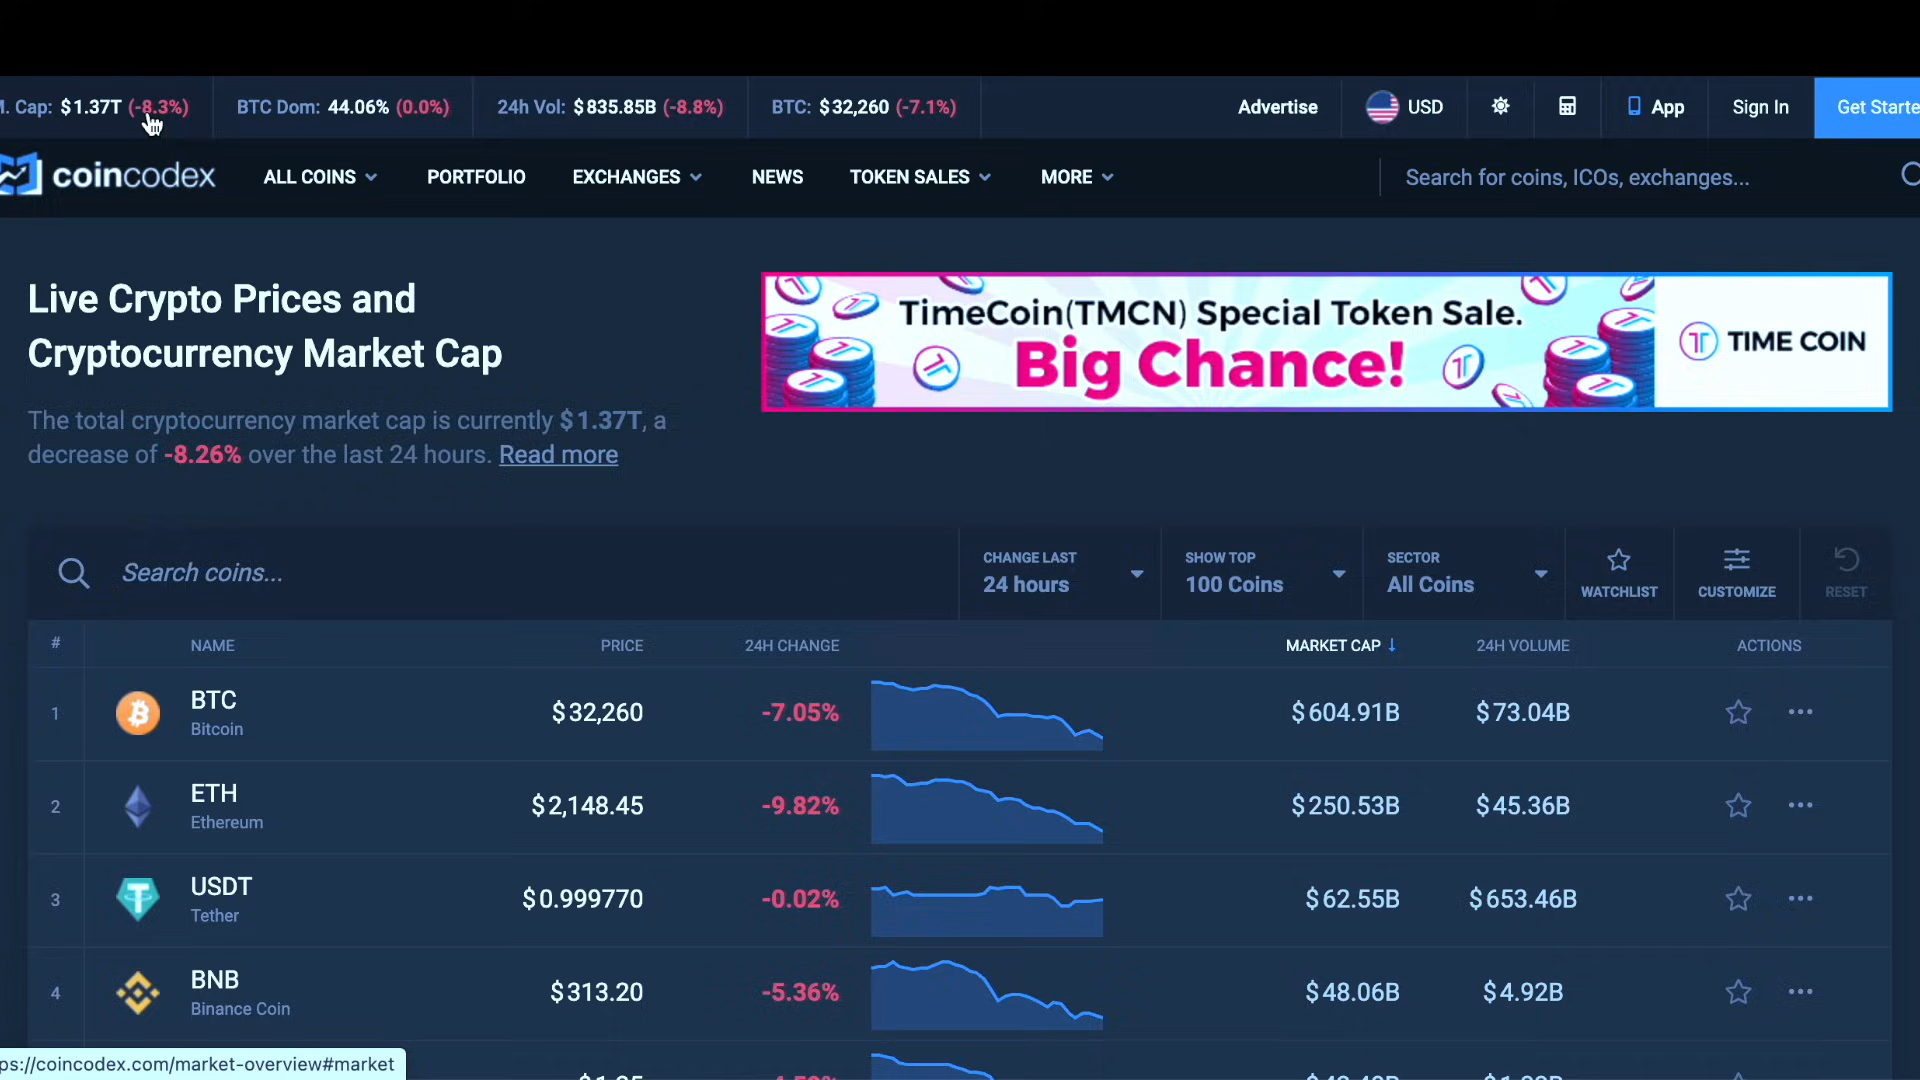 M. Cap: $1.37T (-8.3%) BTC Dom: 44.06% (0.0%) 24h Vol: $835.85B (-8.8%) BTC: $32,260 (-7.1%) Advertise USD App Sign In Get Starte
coincodex ALL COINS PORTFOLIO EXCHANGES NEWS TOKEN SALES MORE Search for coins, ICOs, exchanges...
Live Crypto Prices and
Cryptocurrency Market Cap
The total cryptocurrency market cap is currently $1.37T, a
decrease of -8.26% over the last 24 hours. Read more
TimeCoin(TMCN) Special Token Sale.
Big Chance!
TIME COIN
Search coins...
CHANGE LAST
24 hours
SHOW TOP
100 Coins
SECTOR
All Coins
WATCHLIST
CUSTOMIZE
RESET
# NAME PRICE 24H CHANGE MARKET CAP ↓ 24H VOLUME ACTIONS
1 BTC $32,260 -7.05% $604.91B $73.04B
Bitcoin
2 ETH $2,148.45 -9.82% $250.53B $45.36B
Ethereum
3 USDT $0.999770 -0.02% $62.55B $653.46B
Tether
4 BNB $313.20 -5.36% $48.06B $4.92B
Binance Coin
ps://coincodex.com/market-overview#market